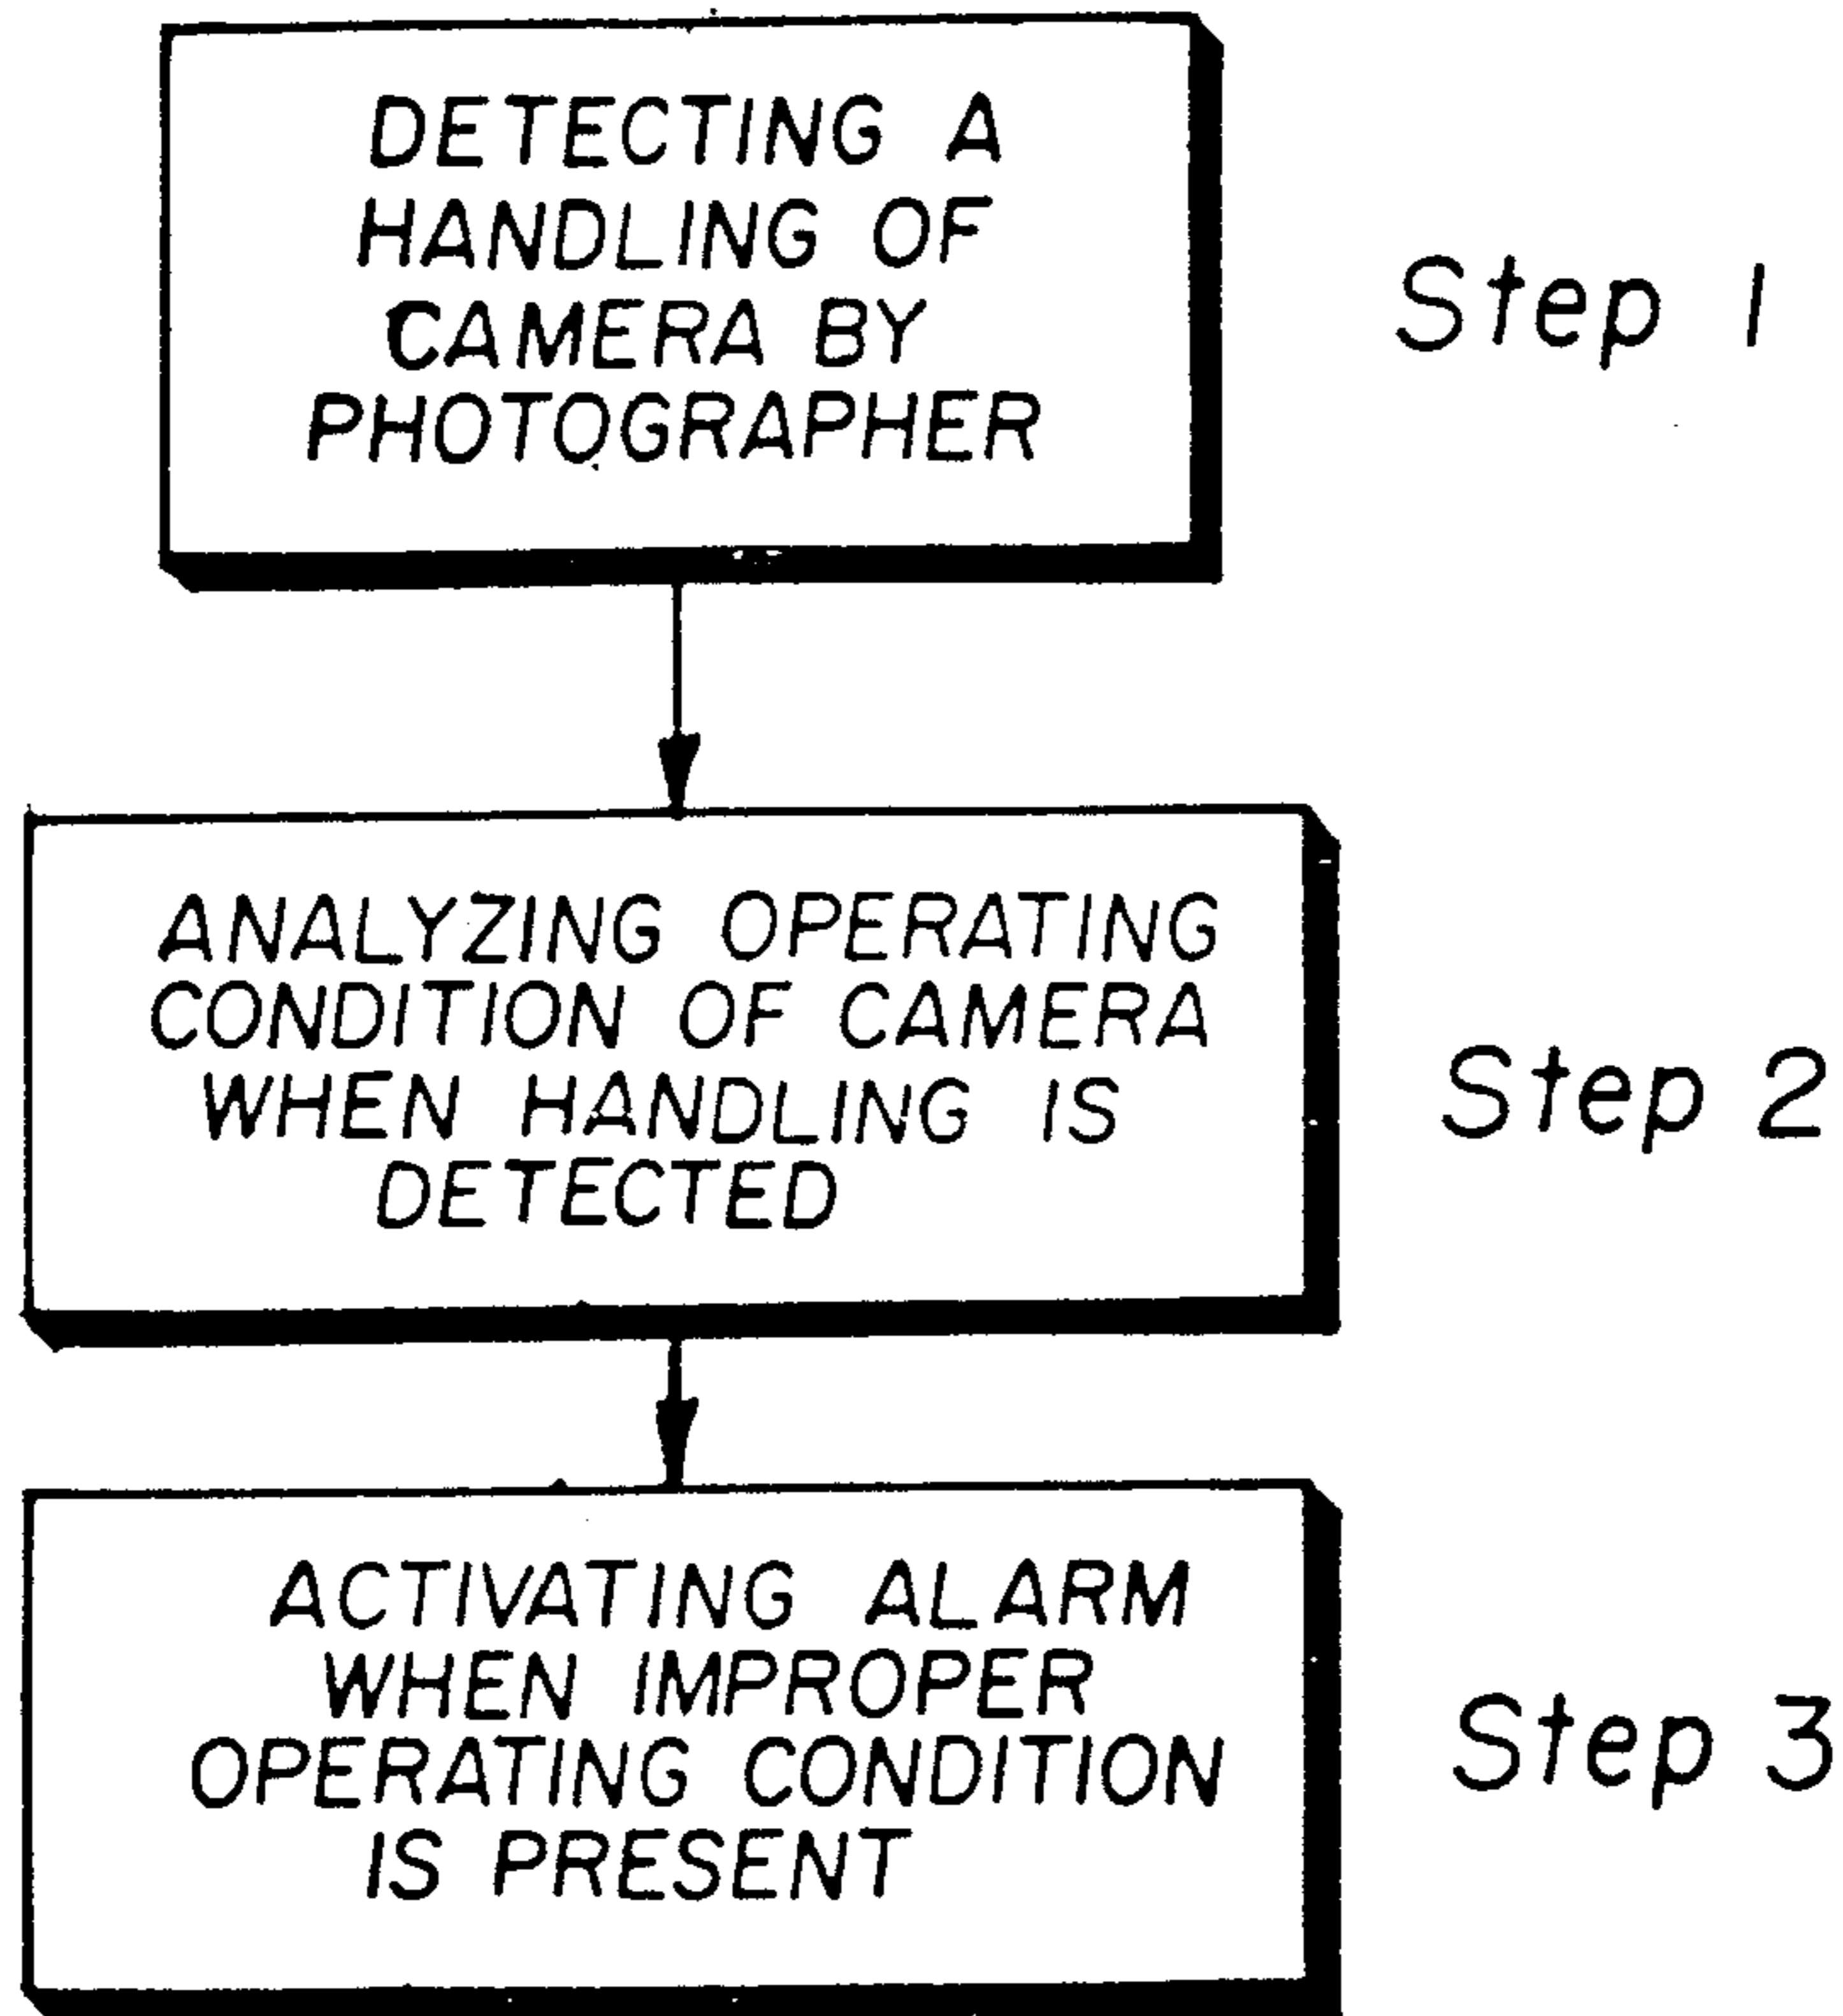 DETECTING A
HANDLING OF
CAMERA BY
PHOTOGRAPHER
Step 1
ANALYZING OPERATING
CONDITION OF CAMERA
WHEN HANDLING IS
DETECTED
Step 2
ACTIVATING ALARM
WHEN IMPROPER
OPERATING CONDITION
IS PRESENT
Step 3